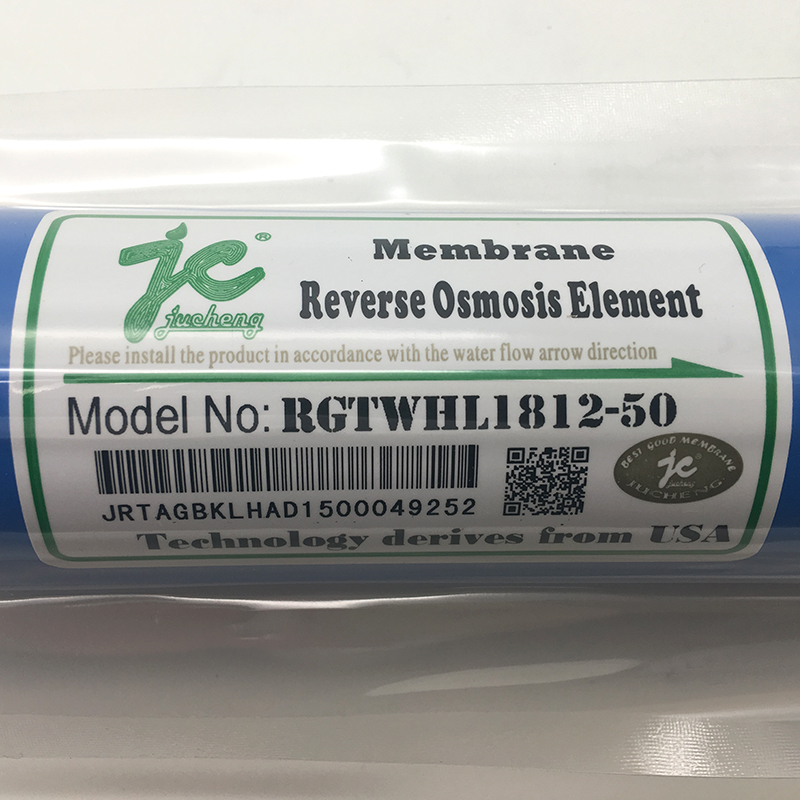 jc®
jucheng
Membrane
Reverse Osmosis Element
Please install the product in accordance with the water flow arrow direction
Model No: RGTWHL1812-50
JRTAGBKLHAD1500049252
BEST GOOD MEMBRANE
jc
jucheng
JUCHENG
Technology derives from USA